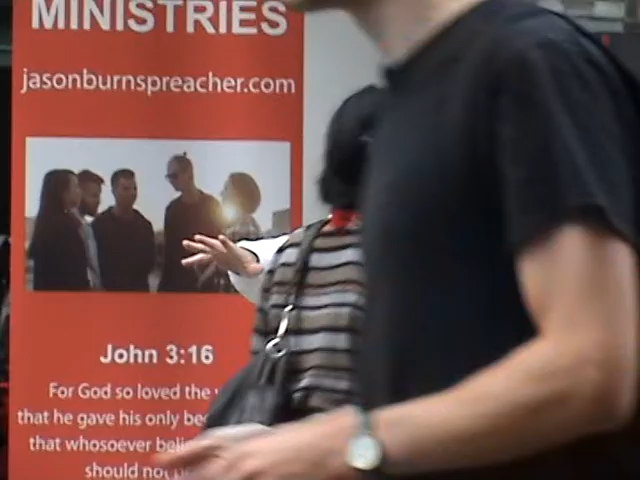 MINISTRIES
jasonburnspreacher.com
John 3:16
For God so loved the
that he gave his only
that whosoever
should